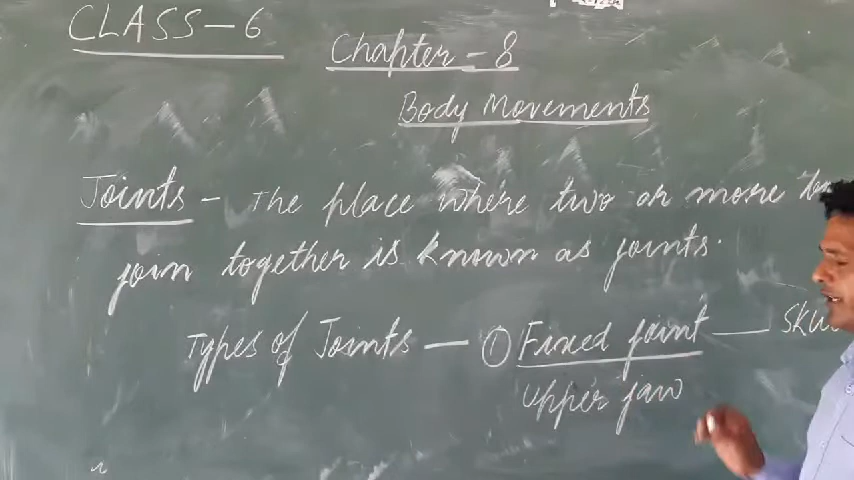 CLASS-6
Chapter-8
Body Movements
Joints - The place where two or more
join together is known as joints.
Types of Joints — ① Fixed joint —
upper jaw